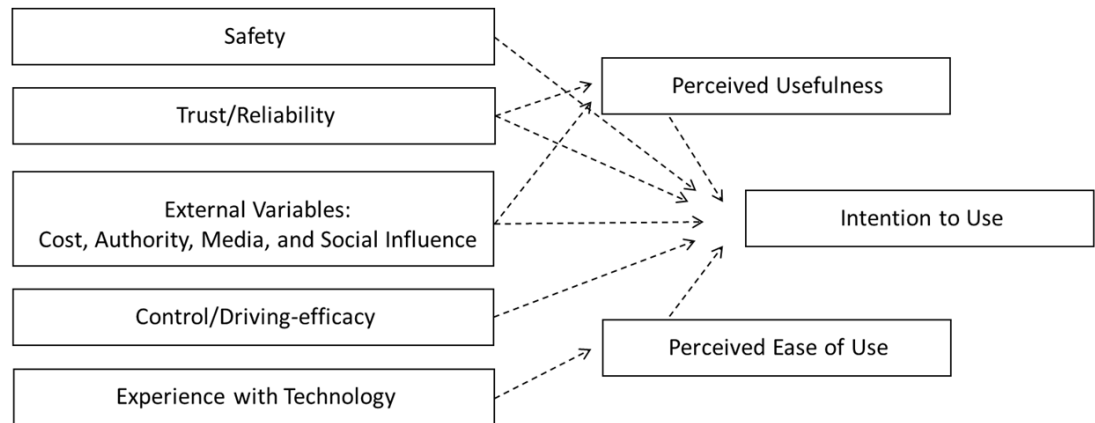 Safety
Perceived Usefulness
Trust/Reliability
External Variables:
Cost, Authority, Media, and Social Influence
Intention to Use
Control/Driving-efficacy
Perceived Ease of Use
Experience with Technology